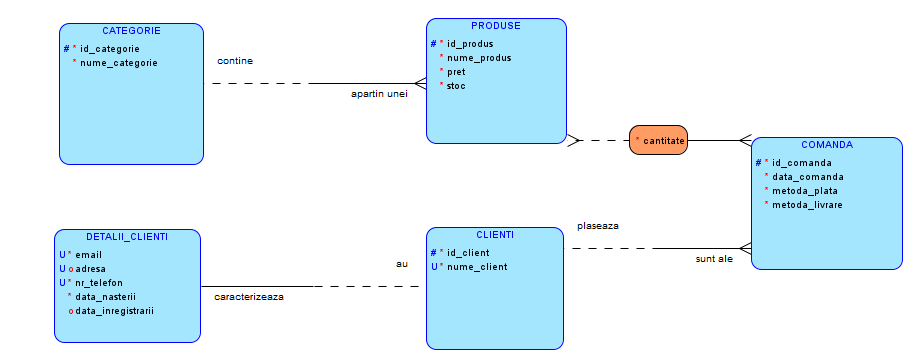 CATEGORIE
# * id_categorie
* nume_categorie
contine
apartin unei
PRODUSE
# * id_produs
* nume_produs
* pret
* stoc
* cantitate
COMANDA
# * id_comanda
* data_comanda
* metoda_plata
* metoda_livrare
DETALII_CLIENTI
U * email
U o adresa
U * nr_telefon
* data_nasterii
o data_inregistrarii
au
caracterizeaza
CLIENTI
# * id_client
U * nume_client
plaseaza
sunt ale